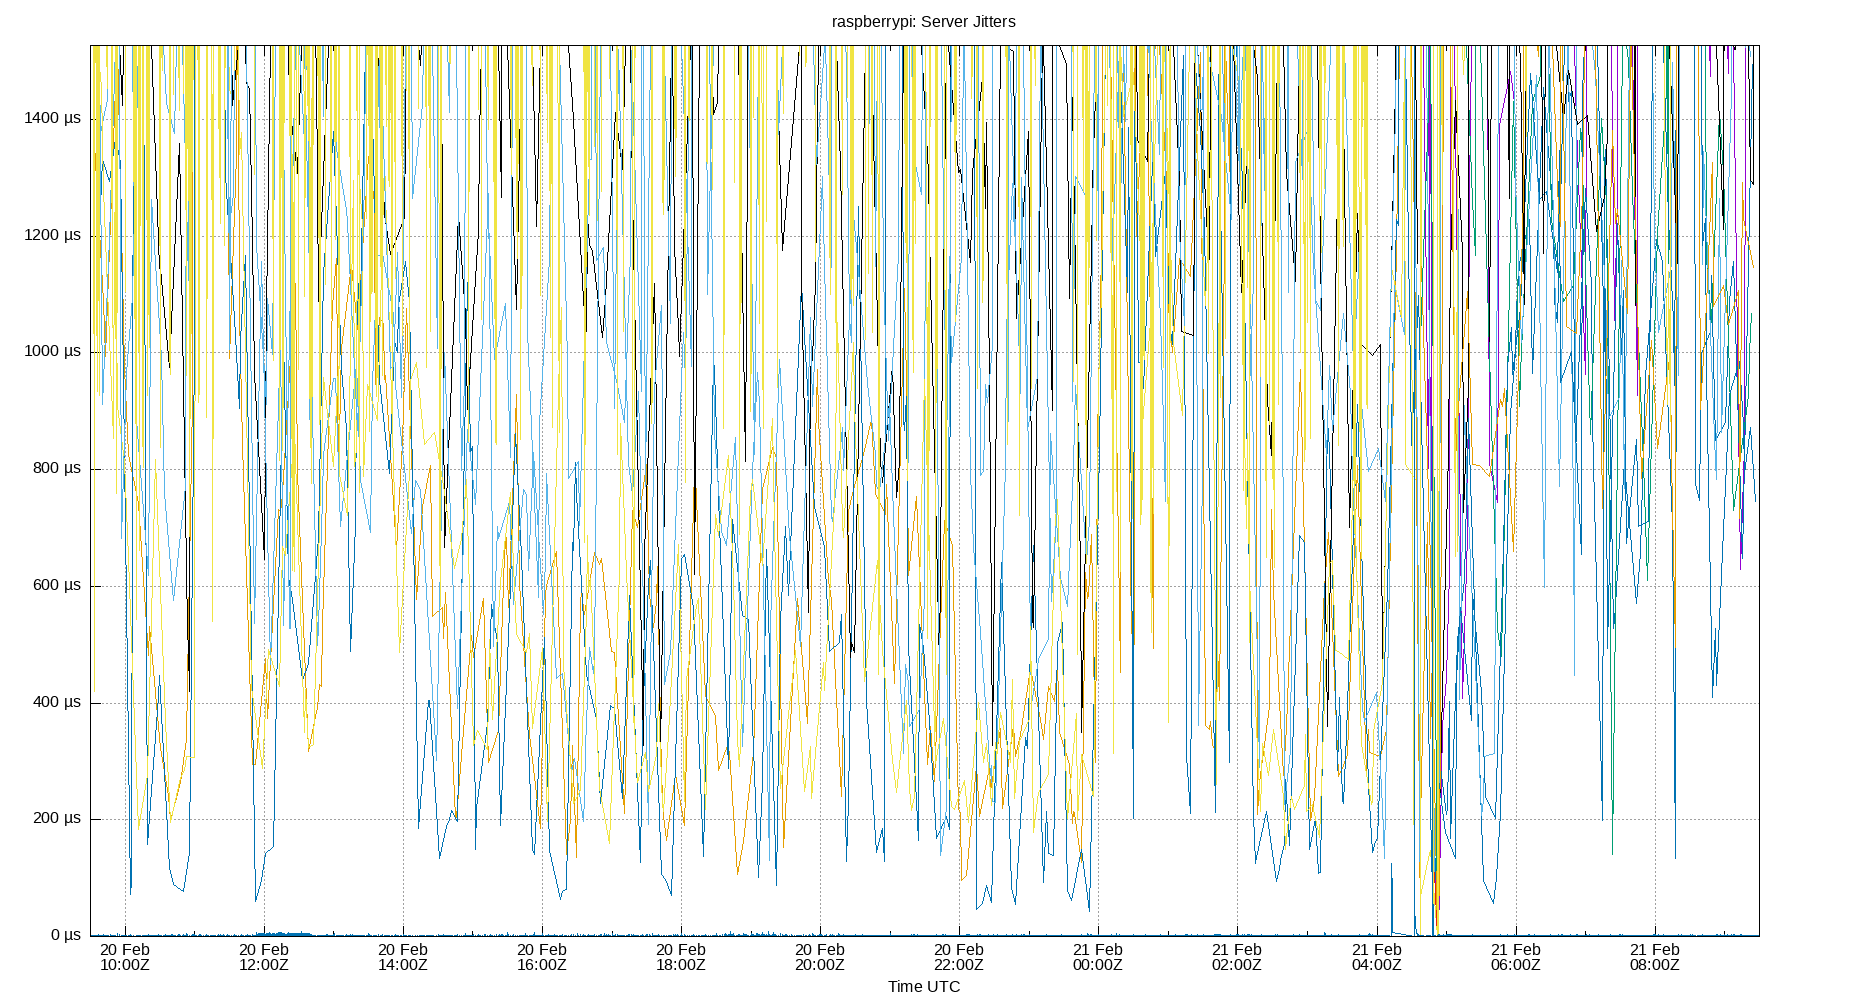 raspberrypi: Server Jitters
1400 µs
1200 µs
1000 µs
800 µs
600 µs
400 µs
200 µs
0 µs
20 Feb 20 Feb 20 Feb 20 Feb 20 Feb 20 Feb 20 Feb 21 Feb 21 Feb 21 Feb 21 Feb 21 Feb
10:00Z 12:00Z 14:00Z 16:00Z 18:00Z 20:00Z 22:00Z 00:00Z 02:00Z 04:00Z 06:00Z 08:00Z
Time UTC